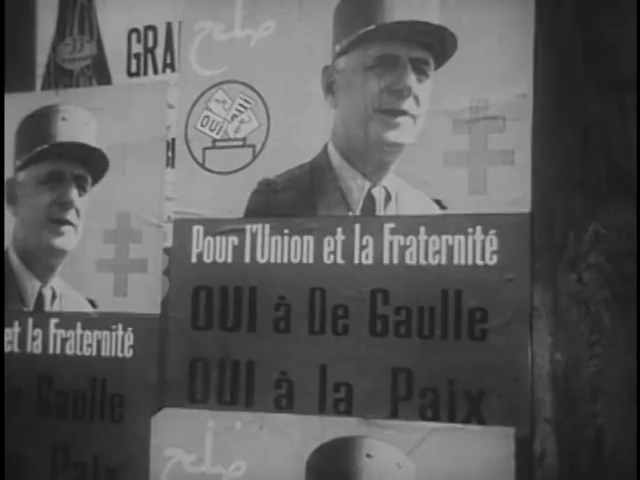 GRA
صلح
OUI
Pour l'Union et la Fraternité
OUI à De Gaulle
OUI à la Paix
et la Fraternité
Gaulle
Paix
صلح